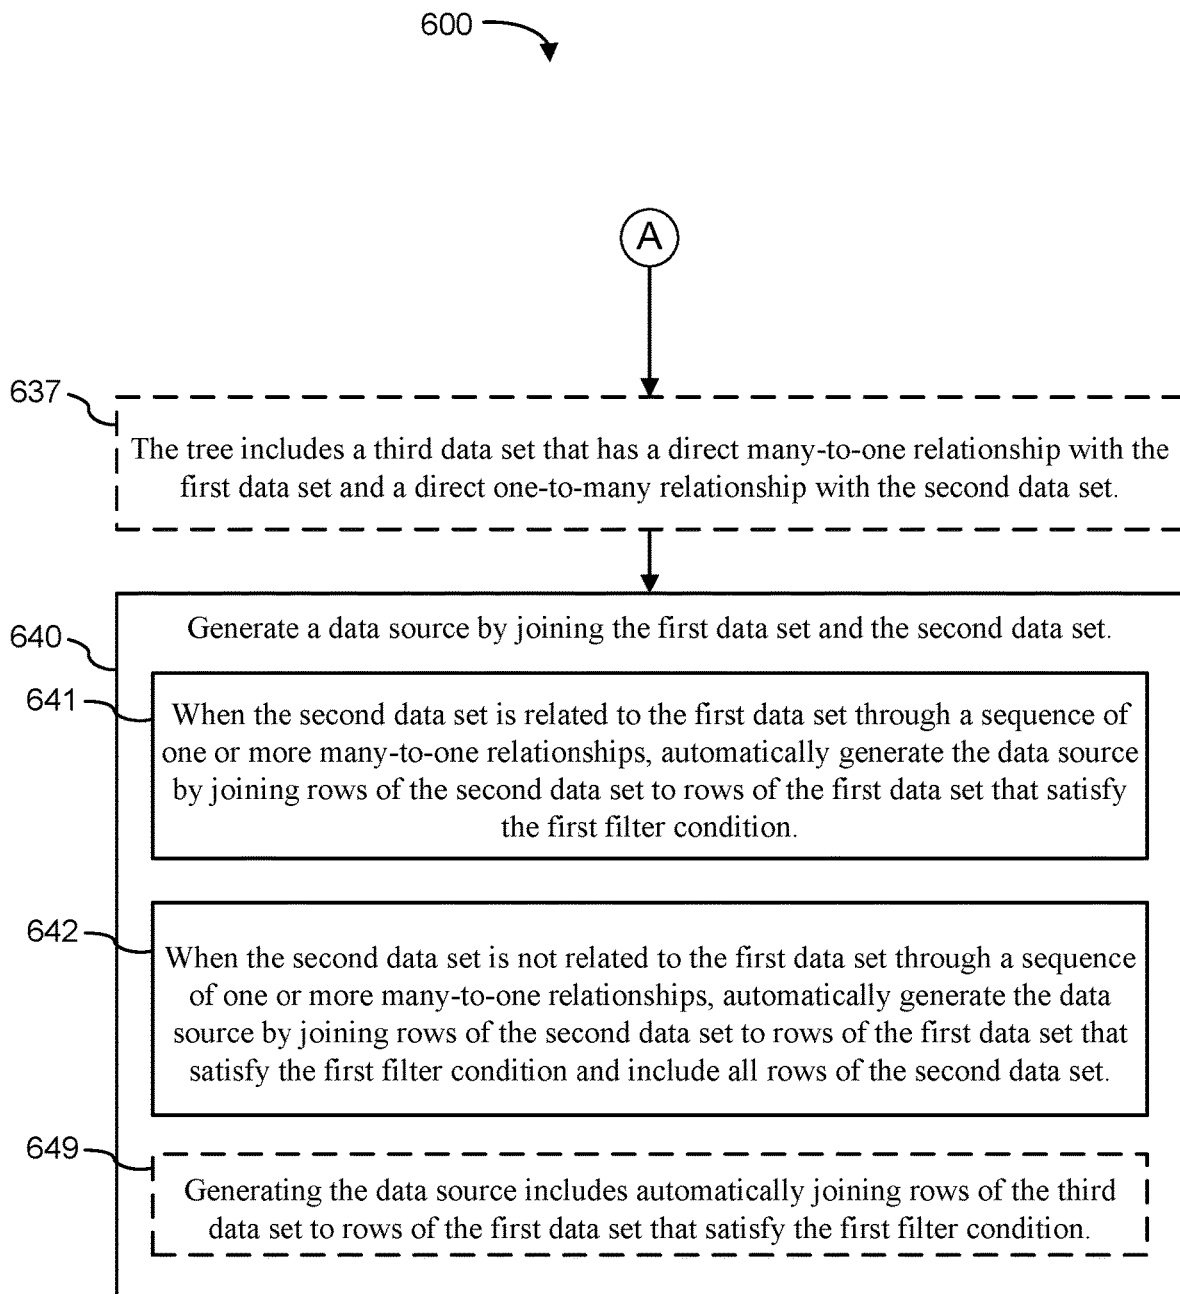 600
A
637
The tree includes a third data set that has a direct many-to-one relationship with the
first data set and a direct one-to-many relationship with the second data set.
640
Generate a data source by joining the first data set and the second data set.
641
When the second data set is related to the first data set through a sequence of
one or more many-to-one relationships, automatically generate the data source
by joining rows of the second data set to rows of the first data set that satisfy
the first filter condition.
642
When the second data set is not related to the first data set through a sequence
of one or more many-to-one relationships, automatically generate the data
source by joining rows of the second data set to rows of the first data set that
satisfy the first filter condition and include all rows of the second data set.
649
Generating the data source includes automatically joining rows of the third
data set to rows of the first data set that satisfy the first filter condition.